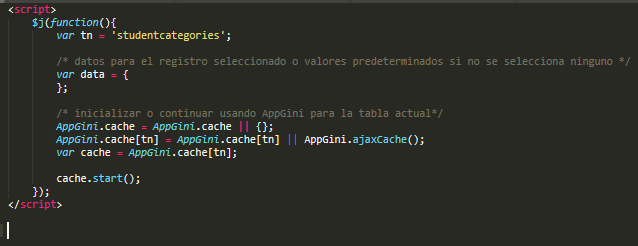 <script>
$j(function(){
var tn = 'studentcategories';
/* datos para el registro seleccionado o valores predeterminados si no se selecciona ninguno */
var data = {
};
/* inicializar o continuar usando AppGini para la tabla actual*/
AppGini.cache = AppGini.cache || {};
AppGini.cache[tn] = AppGini.cache[tn] || AppGini.ajaxCache();
var cache = AppGini.cache[tn];
cache.start();
});
</script>